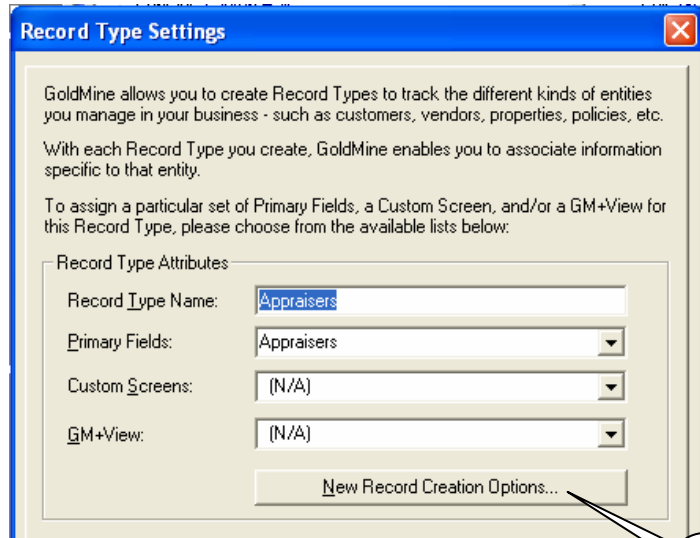 Record Type Settings
GoldMine allows you to create Record Types to track the different kinds of entities
you manage in your business - such as customers, vendors, properties, policies, etc.
With each Record Type you create, GoldMine enables you to associate information
specific to that entity.
To assign a particular set of Primary Fields, a Custom Screen, and/or a GM+View for
this Record Type, please choose from the available lists below:
Record Type Attributes
Record Type Name: Appraisers
Primary Fields: Appraisers
Custom Screens: (N/A)
GM+View: (N/A)
New Record Creation Options...